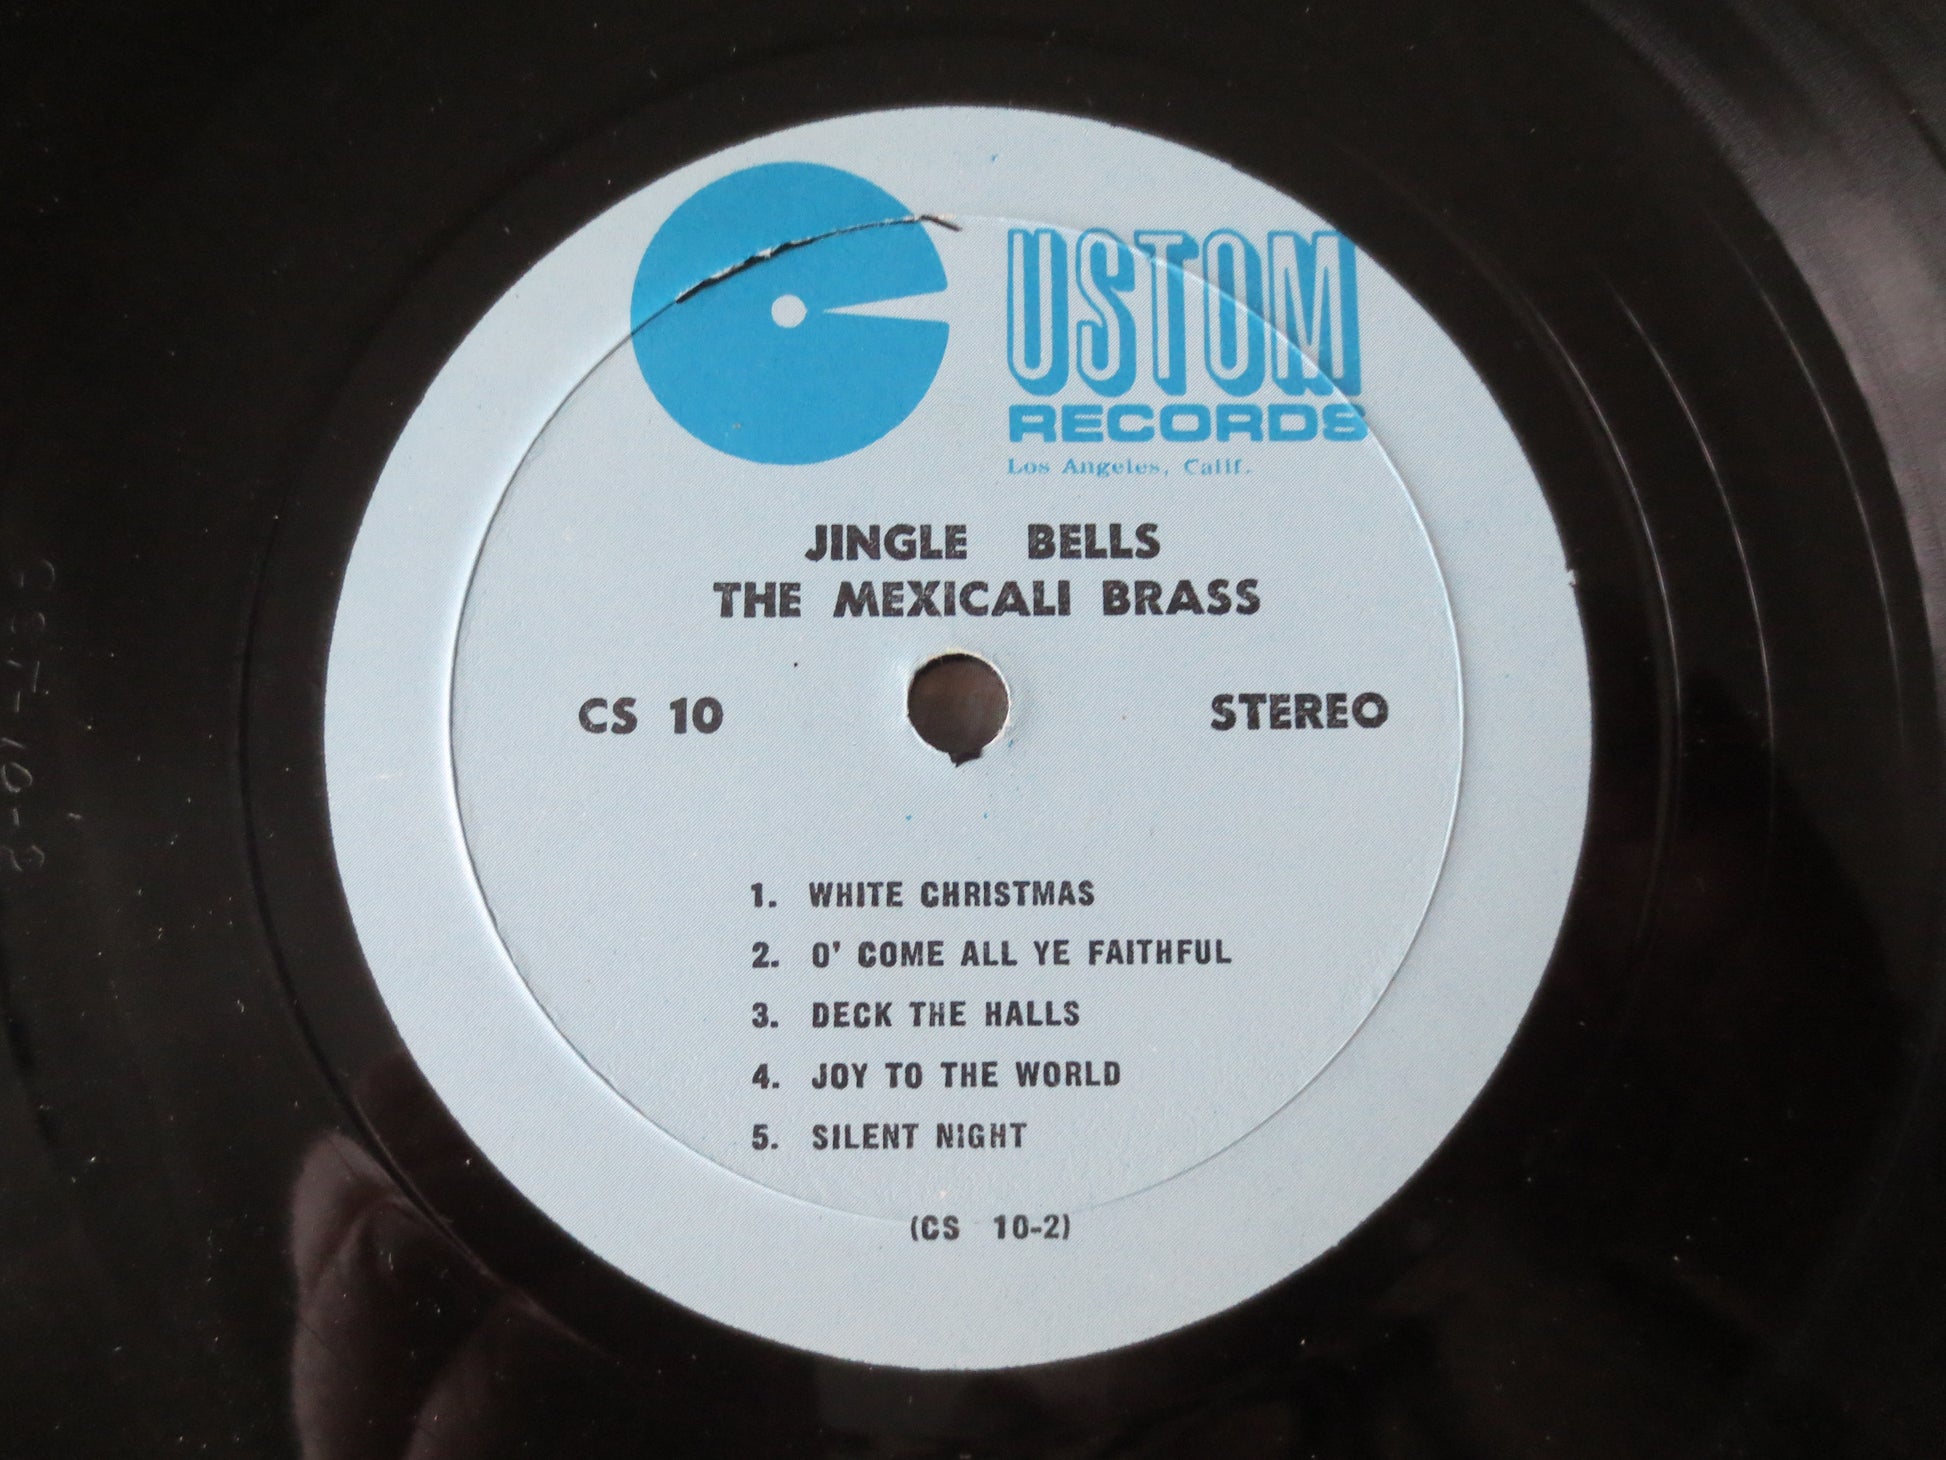 CUSTOM
RECORDS
Los Angeles, Calif.
JINGLE BELLS
THE MEXICALI BRASS
CS 10
STEREO
1. WHITE CHRISTMAS
2. O' COME ALL YE FAITHFUL
3. DECK THE HALLS
4. JOY TO THE WORLD
5. SILENT NIGHT
(CS 10-2)